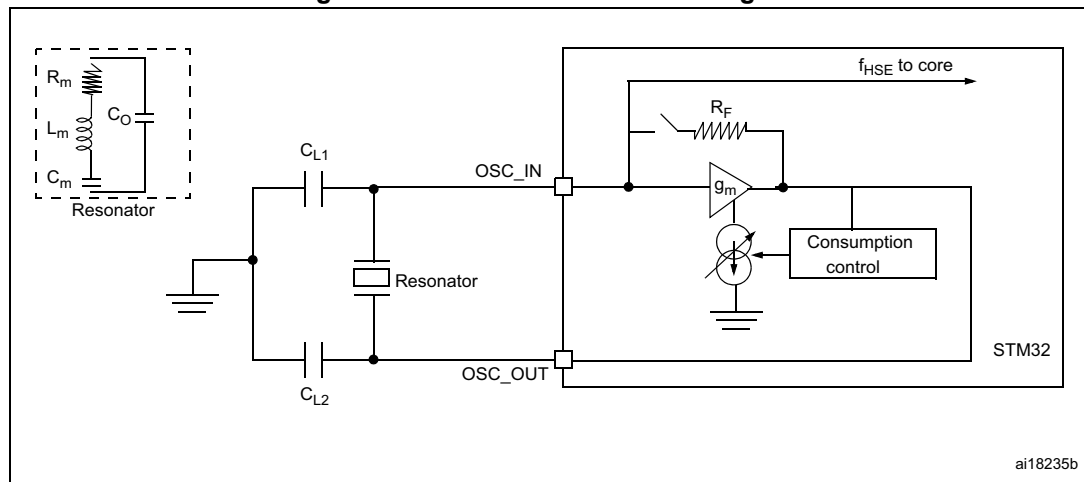 f_HSE to core
R_m
R_F
C_O
L_m
C_L1
OSC_IN
C_m
g_m
Resonator
Consumption
control
Resonator
STM32
OSC_OUT
C_L2
ai18235b